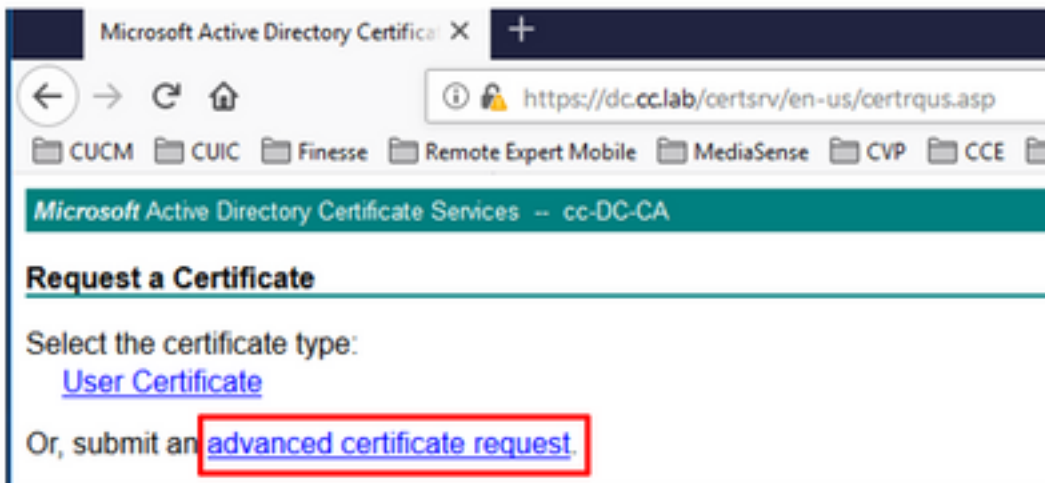 Microsoft Active Directory Certifica
https://dc.cc.lab/certsrv/en-us/certrqus.asp
CUCM CUIC Finesse Remote Expert Mobile MediaSense CVP CCE
Microsoft Active Directory Certificate Services -- cc-DC-CA
Request a Certificate
Select the certificate type:
User Certificate
Or, submit an advanced certificate request.